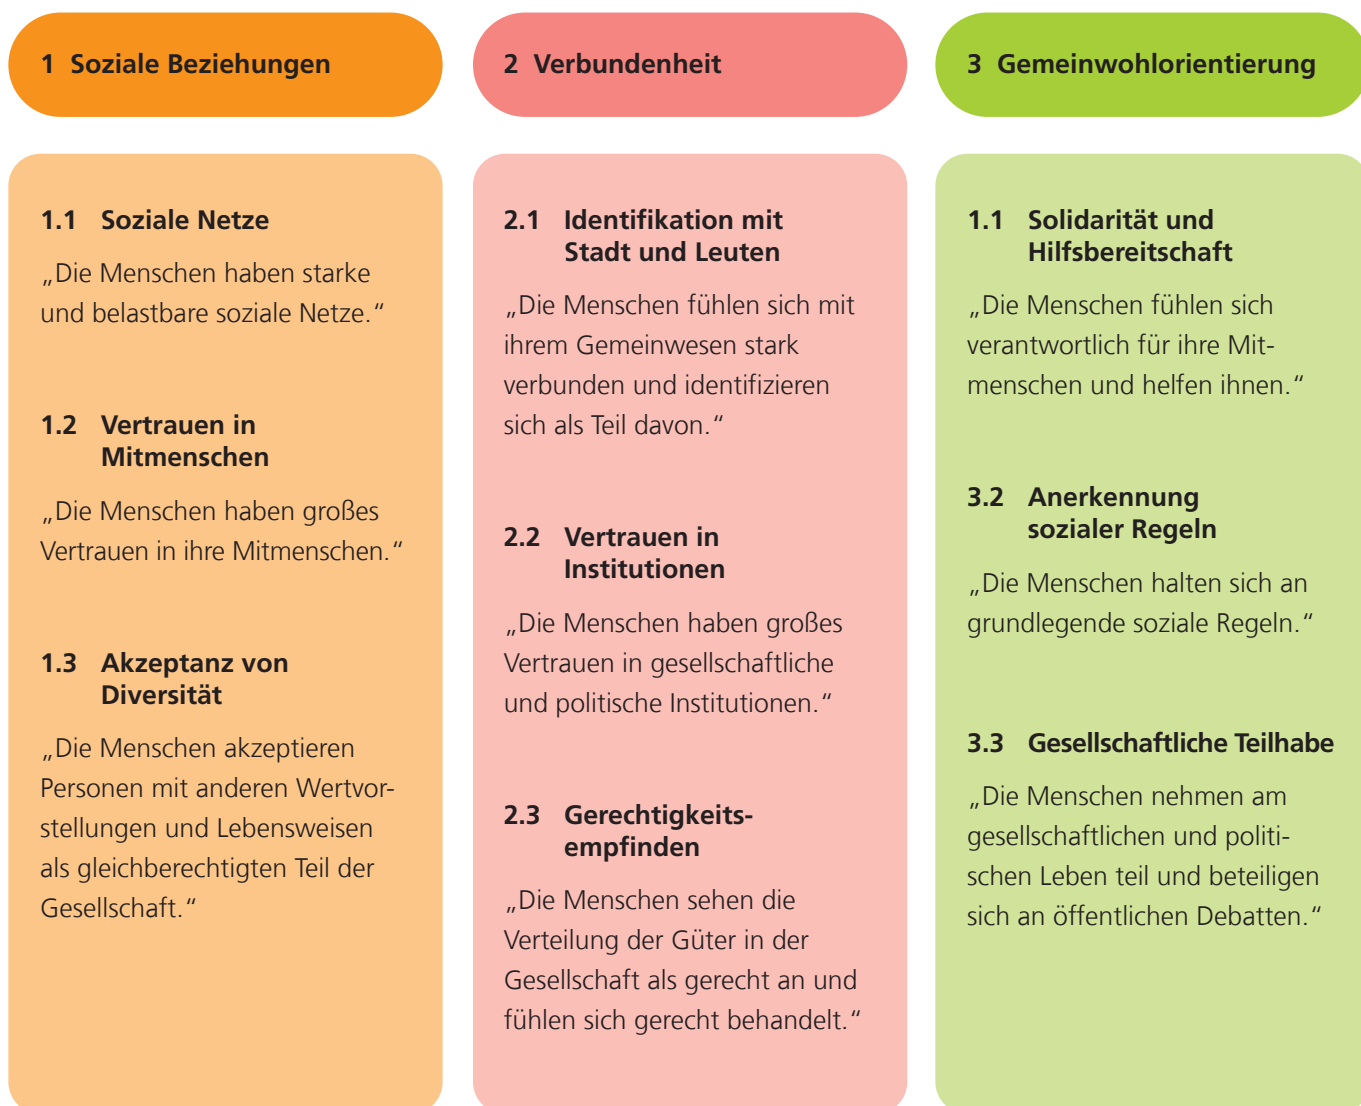 1 Soziale Beziehungen
1.1 Soziale Netze
„Die Menschen haben starke
und belastbare soziale Netze.“
1.2 Vertrauen in
Mitmenschen
„Die Menschen haben großes
Vertrauen in ihre Mitmenschen.“
1.3 Akzeptanz von
Diversität
„Die Menschen akzeptieren
Personen mit anderen Wertvor-
stellungen und Lebensweisen
als gleichberechtigten Teil der
Gesellschaft.“
2 Verbundenheit
2.1 Identifikation mit
Stadt und Leuten
„Die Menschen fühlen sich mit
ihrem Gemeinwesen stark
verbunden und identifizieren
sich als Teil davon.“
2.2 Vertrauen in
Institutionen
„Die Menschen haben großes
Vertrauen in gesellschaftliche
und politische Institutionen.“
2.3 Gerechtigkeits-
empfinden
„Die Menschen sehen die
Verteilung der Güter in der
Gesellschaft als gerecht an und
fühlen sich gerecht behandelt.“
3 Gemeinwohlorientierung
1.1 Solidarität und
Hilfsbereitschaft
„Die Menschen fühlen sich
verantwortlich für ihre Mit-
menschen und helfen ihnen.“
3.2 Anerkennung
sozialer Regeln
„Die Menschen halten sich an
grundlegende soziale Regeln.“
3.3 Gesellschaftliche Teilhabe
„Die Menschen nehmen am
gesellschaftlichen und politi-
schen Leben teil und beteiligen
sich an öffentlichen Debatten.“